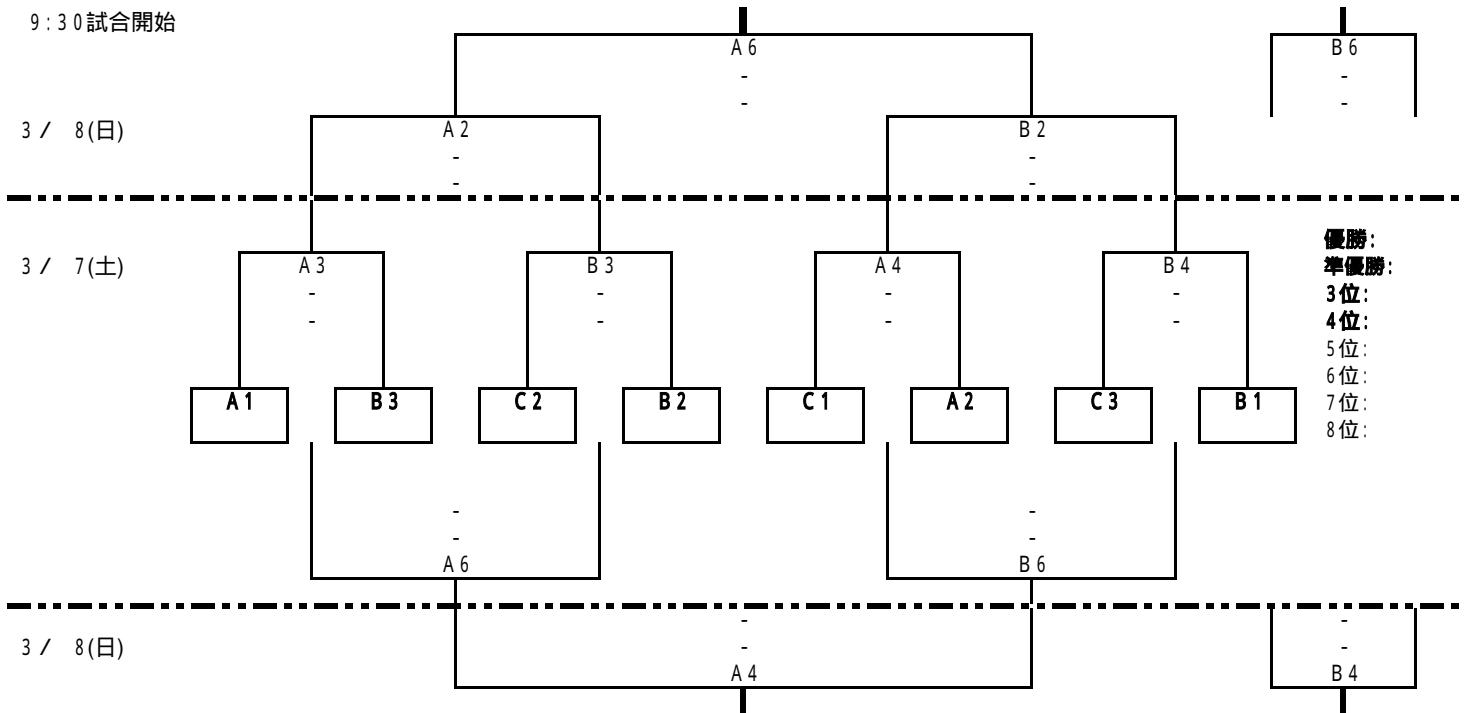 9:30試合開始
A6
-
-
B6
-
-
3/ 8(日)
A2
-
-
B2
-
-
3/ 7(土)
A3
-
-
B3
-
-
A4
-
-
B4
-
-
優勝:
準優勝:
3位:
4位:
5位:
6位:
7位:
8位:
A1
B3
C2
B2
C1
A2
C3
B1
-
-
A6
-
-
B6
3/ 8(日)
-
-
A4
-
-
B4